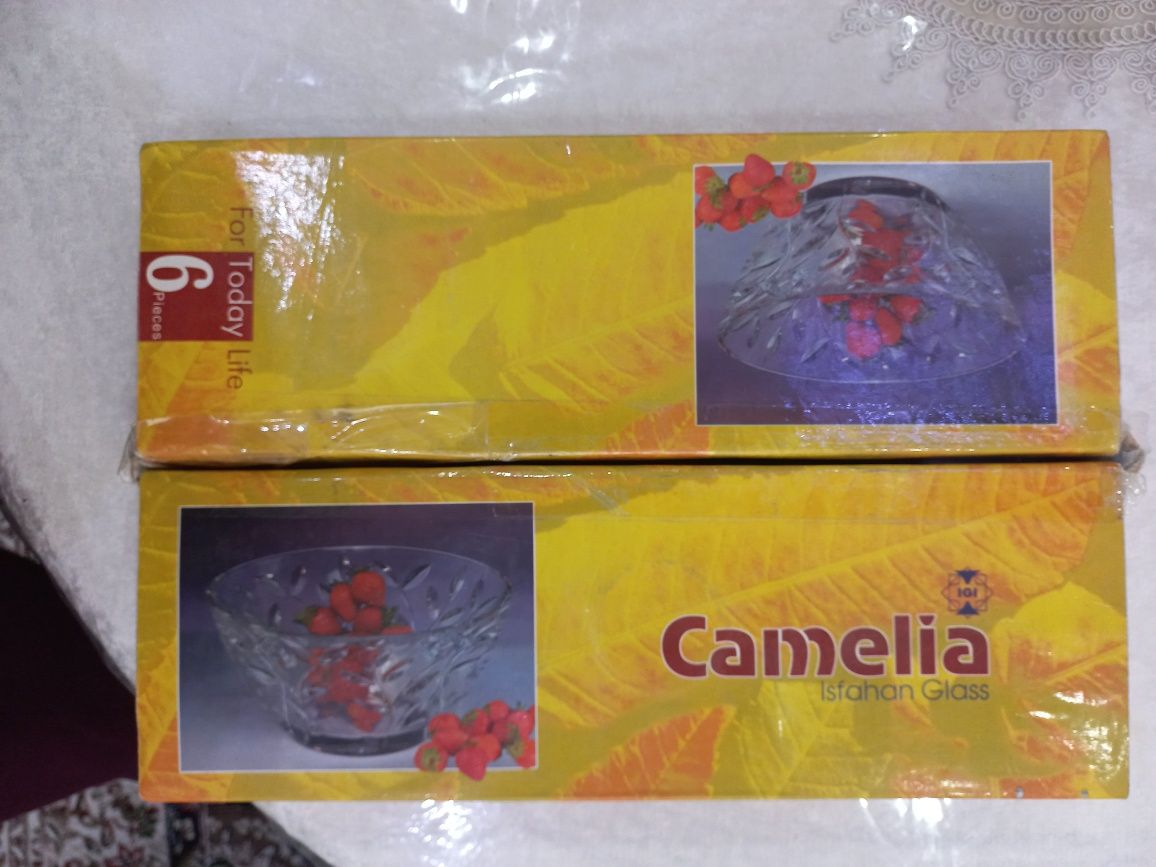 For Today Life
6
Pieces
IGI
Camelia
Isfahan Glass